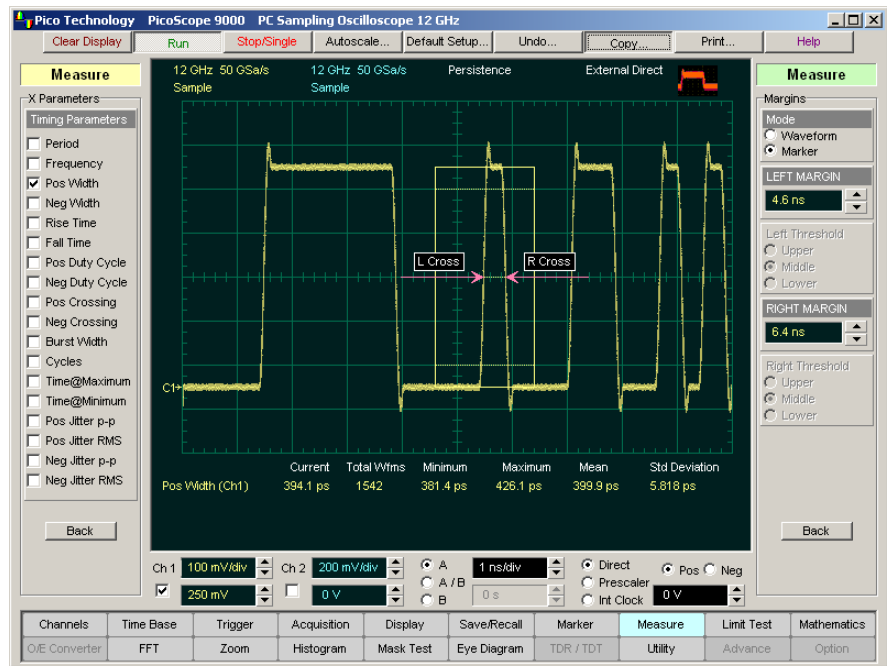 Pico Technology PicoScope 9000 PC Sampling Oscilloscope 12 GHz
Clear Display Run Stop/Single Autoscale... Default Setup... Undo... Copy... Print... Help
Measure
X Parameters
Timing Parameters
Period
Frequency
Pos Width
Neg Width
Rise Time
Fall Time
Pos Duty Cycle
Neg Duty Cycle
Pos Crossing
Neg Crossing
Burst Width
Cycles
Time@Maximum
Time@Minimum
Pos Jitter p-p
Pos Jitter RMS
Neg Jitter p-p
Neg Jitter RMS
Back
12 GHz 50 GSa/s 12 GHz 50 GSa/s Persistence External Direct
Sample Sample
L Cross R Cross
C1
Current Total Wfms Minimum Maximum Mean Std Deviation
Pos Width (Ch1) 394.1 ps 1542 381.4 ps 426.1 ps 399.9 ps 5.818 ps
Measure
Margins
Mode
Waveform
Marker
LEFT MARGIN
4.6 ns
Left Threshold
Upper
Middle
Lower
RIGHT MARGIN
6.4 ns
Right Threshold
Upper
Middle
Lower
Back
Ch 1 100 mV/div Ch 2 200 mV/div A 1 ns/div Direct Pos Neg
A / B Prescaler
250 mV 0 V B 0 s Int Clock 0 V
Channels Time Base Trigger Acquisition Display Save/Recall Marker Measure Limit Test Mathematics
O/E Converter FFT Zoom Histogram Mask Test Eye Diagram TDR / TDT Utility Advance Option